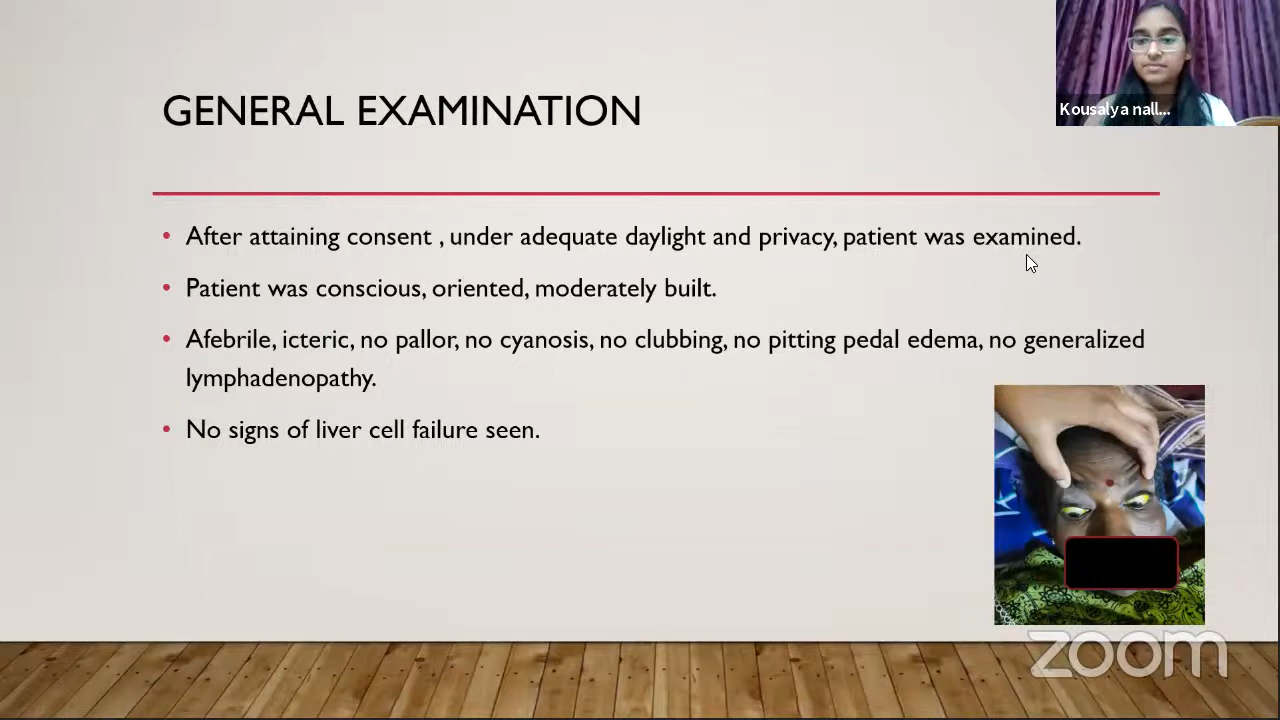 GENERAL EXAMINATION
Kousalya nall...
• After attaining consent , under adequate daylight and privacy, patient was examined.
• Patient was conscious, oriented, moderately built.
• Afebrile, icteric, no pallor, no cyanosis, no clubbing, no pitting pedal edema, no generalized
lymphadenopathy.
• No signs of liver cell failure seen.
zoom